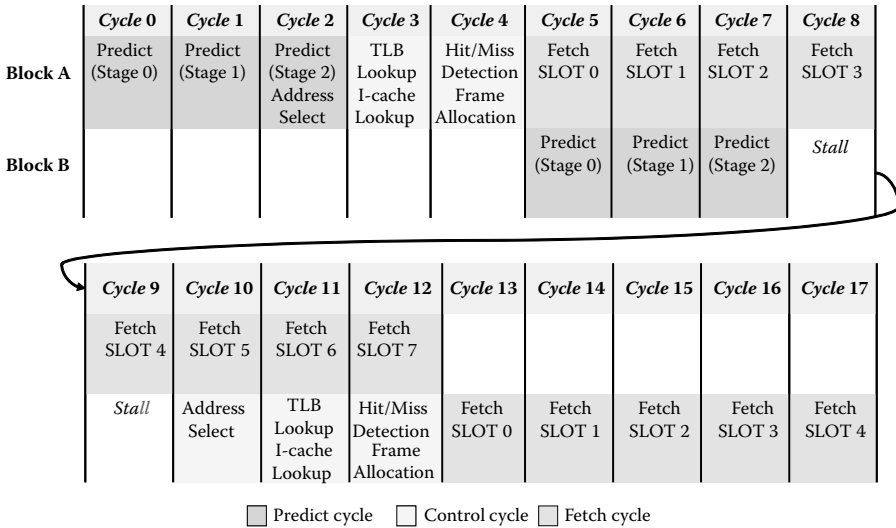 Cycle 0 Cycle 1 Cycle 2 Cycle 3 Cycle 4 Cycle 5 Cycle 6 Cycle 7 Cycle 8
Block A
Predict (Stage 0)
Predict (Stage 1)
Predict (Stage 2) Address Select
TLB Lookup I-cache Lookup
Hit/Miss Detection Frame Allocation
Fetch SLOT 0
Fetch SLOT 1
Fetch SLOT 2
Fetch SLOT 3
Block B
Predict (Stage 0)
Predict (Stage 1)
Predict (Stage 2)
Stall
Cycle 9 Cycle 10 Cycle 11 Cycle 12 Cycle 13 Cycle 14 Cycle 15 Cycle 16 Cycle 17
Fetch SLOT 4
Fetch SLOT 5
Fetch SLOT 6
Fetch SLOT 7
Stall
Address Select
TLB Lookup I-cache Lookup
Hit/Miss Detection Frame Allocation
Fetch SLOT 0
Fetch SLOT 1
Fetch SLOT 2
Fetch SLOT 3
Fetch SLOT 4
Predict cycle Control cycle Fetch cycle